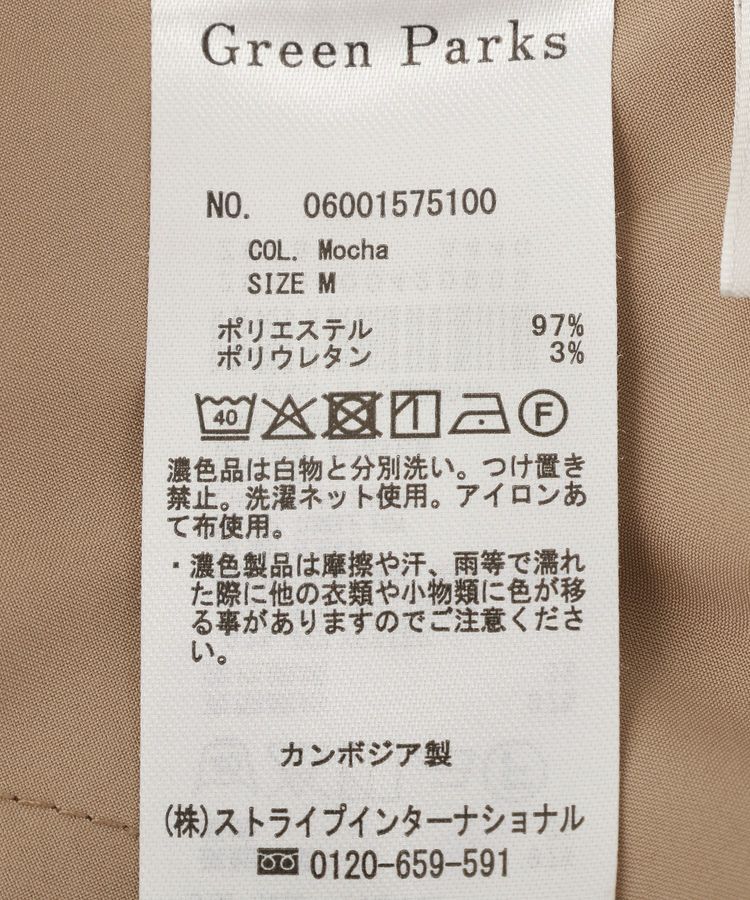 Green Parks
NO. 06001575100
COL. Mocha
SIZE M
ポリエステル 97%
ポリウレタン 3%
40 F
濃色品は白物と分別洗い。つけ置き
禁止。洗濯ネット使用。アイロンあ
て布使用。
・濃色製品は摩擦や汗、雨等で濡れ
た際に他の衣類や小物類に色が移
る事がありますのでご注意くださ
い。
カンボジア製
(株)ストライプインターナショナル
0120-659-591